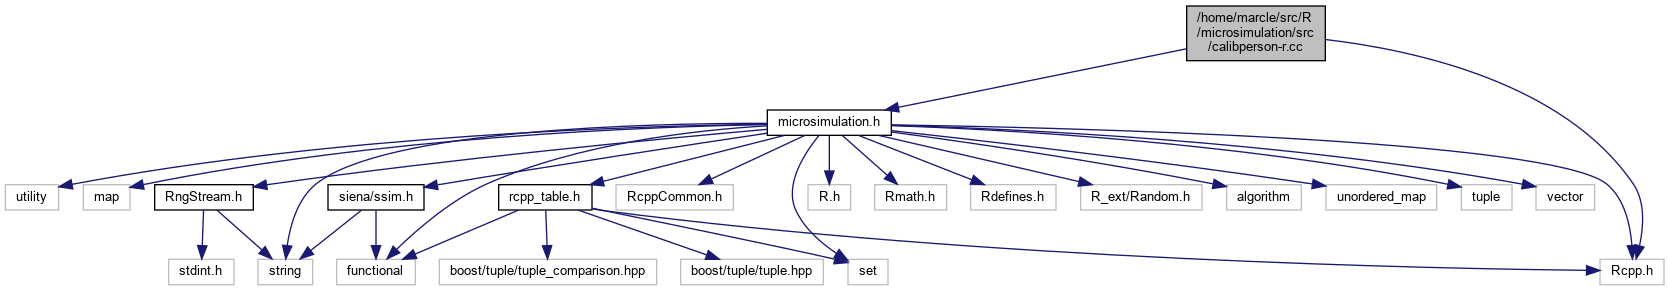 /home/marcle/src/R
/microsimulation/src
/calibperson-r.cc
microsimulation.h
utility
map
RngStream.h
siena/ssim.h
rcpp_table.h
RcppCommon.h
R.h
Rmath.h
Rdefines.h
R_ext/Random.h
algorithm
unordered_map
tuple
vector
stdint.h
string
functional
boost/tuple/tuple_comparison.hpp
boost/tuple/tuple.hpp
set
Rcpp.h